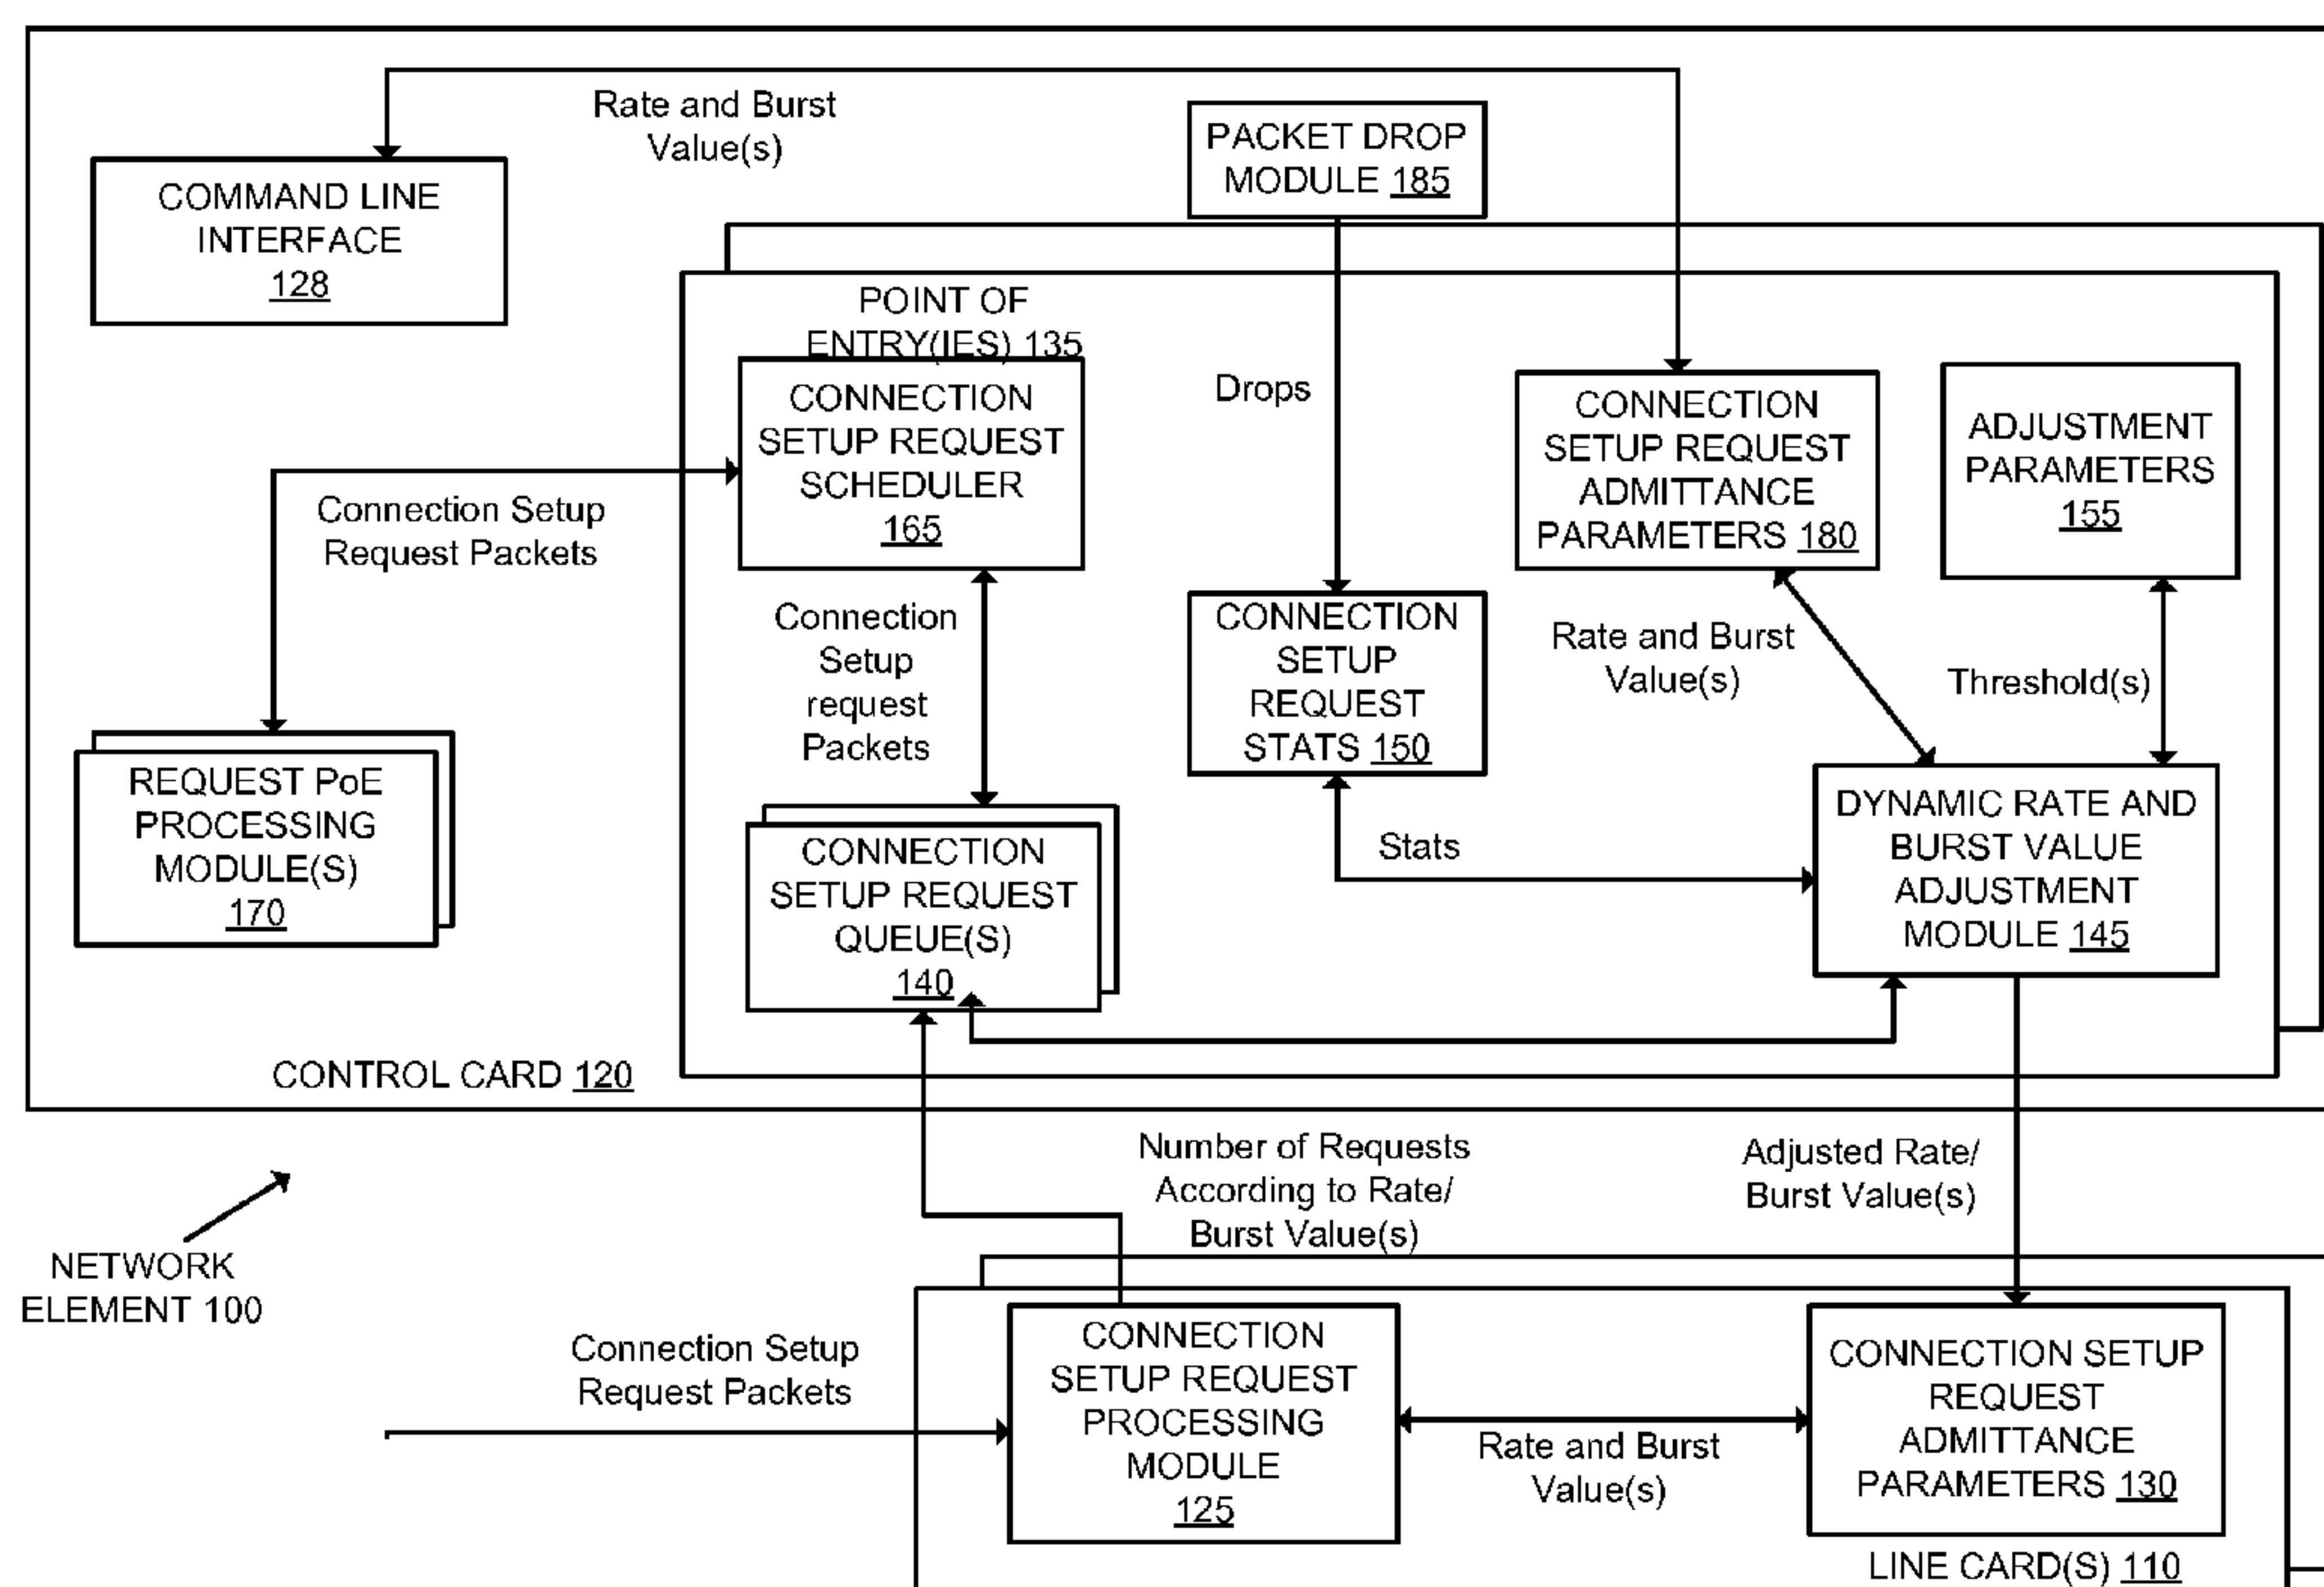 Rate and Burst
Value(s)
PACKET DROP
MODULE 185
COMMAND LINE
INTERFACE
128
POINT OF
ENTRY(IES) 135
CONNECTION
SETUP REQUEST
SCHEDULER
165
Drops
CONNECTION
SETUP REQUEST
ADMITTANCE
PARAMETERS 180
ADJUSTMENT
PARAMETERS
155
Connection Setup
Request Packets
Connection
Setup
request
Packets
CONNECTION
SETUP
REQUEST
STATS 150
Rate and Burst
Value(s)
Threshold(s)
REQUEST PoE
PROCESSING
MODULE(S)
170
CONNECTION
SETUP REQUEST
QUEUE(S)
140
Stats
DYNAMIC RATE AND
BURST VALUE
ADJUSTMENT
MODULE 145
CONTROL CARD 120
Number of Requests
According to Rate/
Burst Value(s)
Adjusted Rate/
Burst Value(s)
NETWORK
ELEMENT 100
Connection Setup
Request Packets
CONNECTION
SETUP REQUEST
PROCESSING
MODULE
125
Rate and Burst
Value(s)
CONNECTION SETUP
REQUEST
ADMITTANCE
PARAMETERS 130
LINE CARD(S) 110